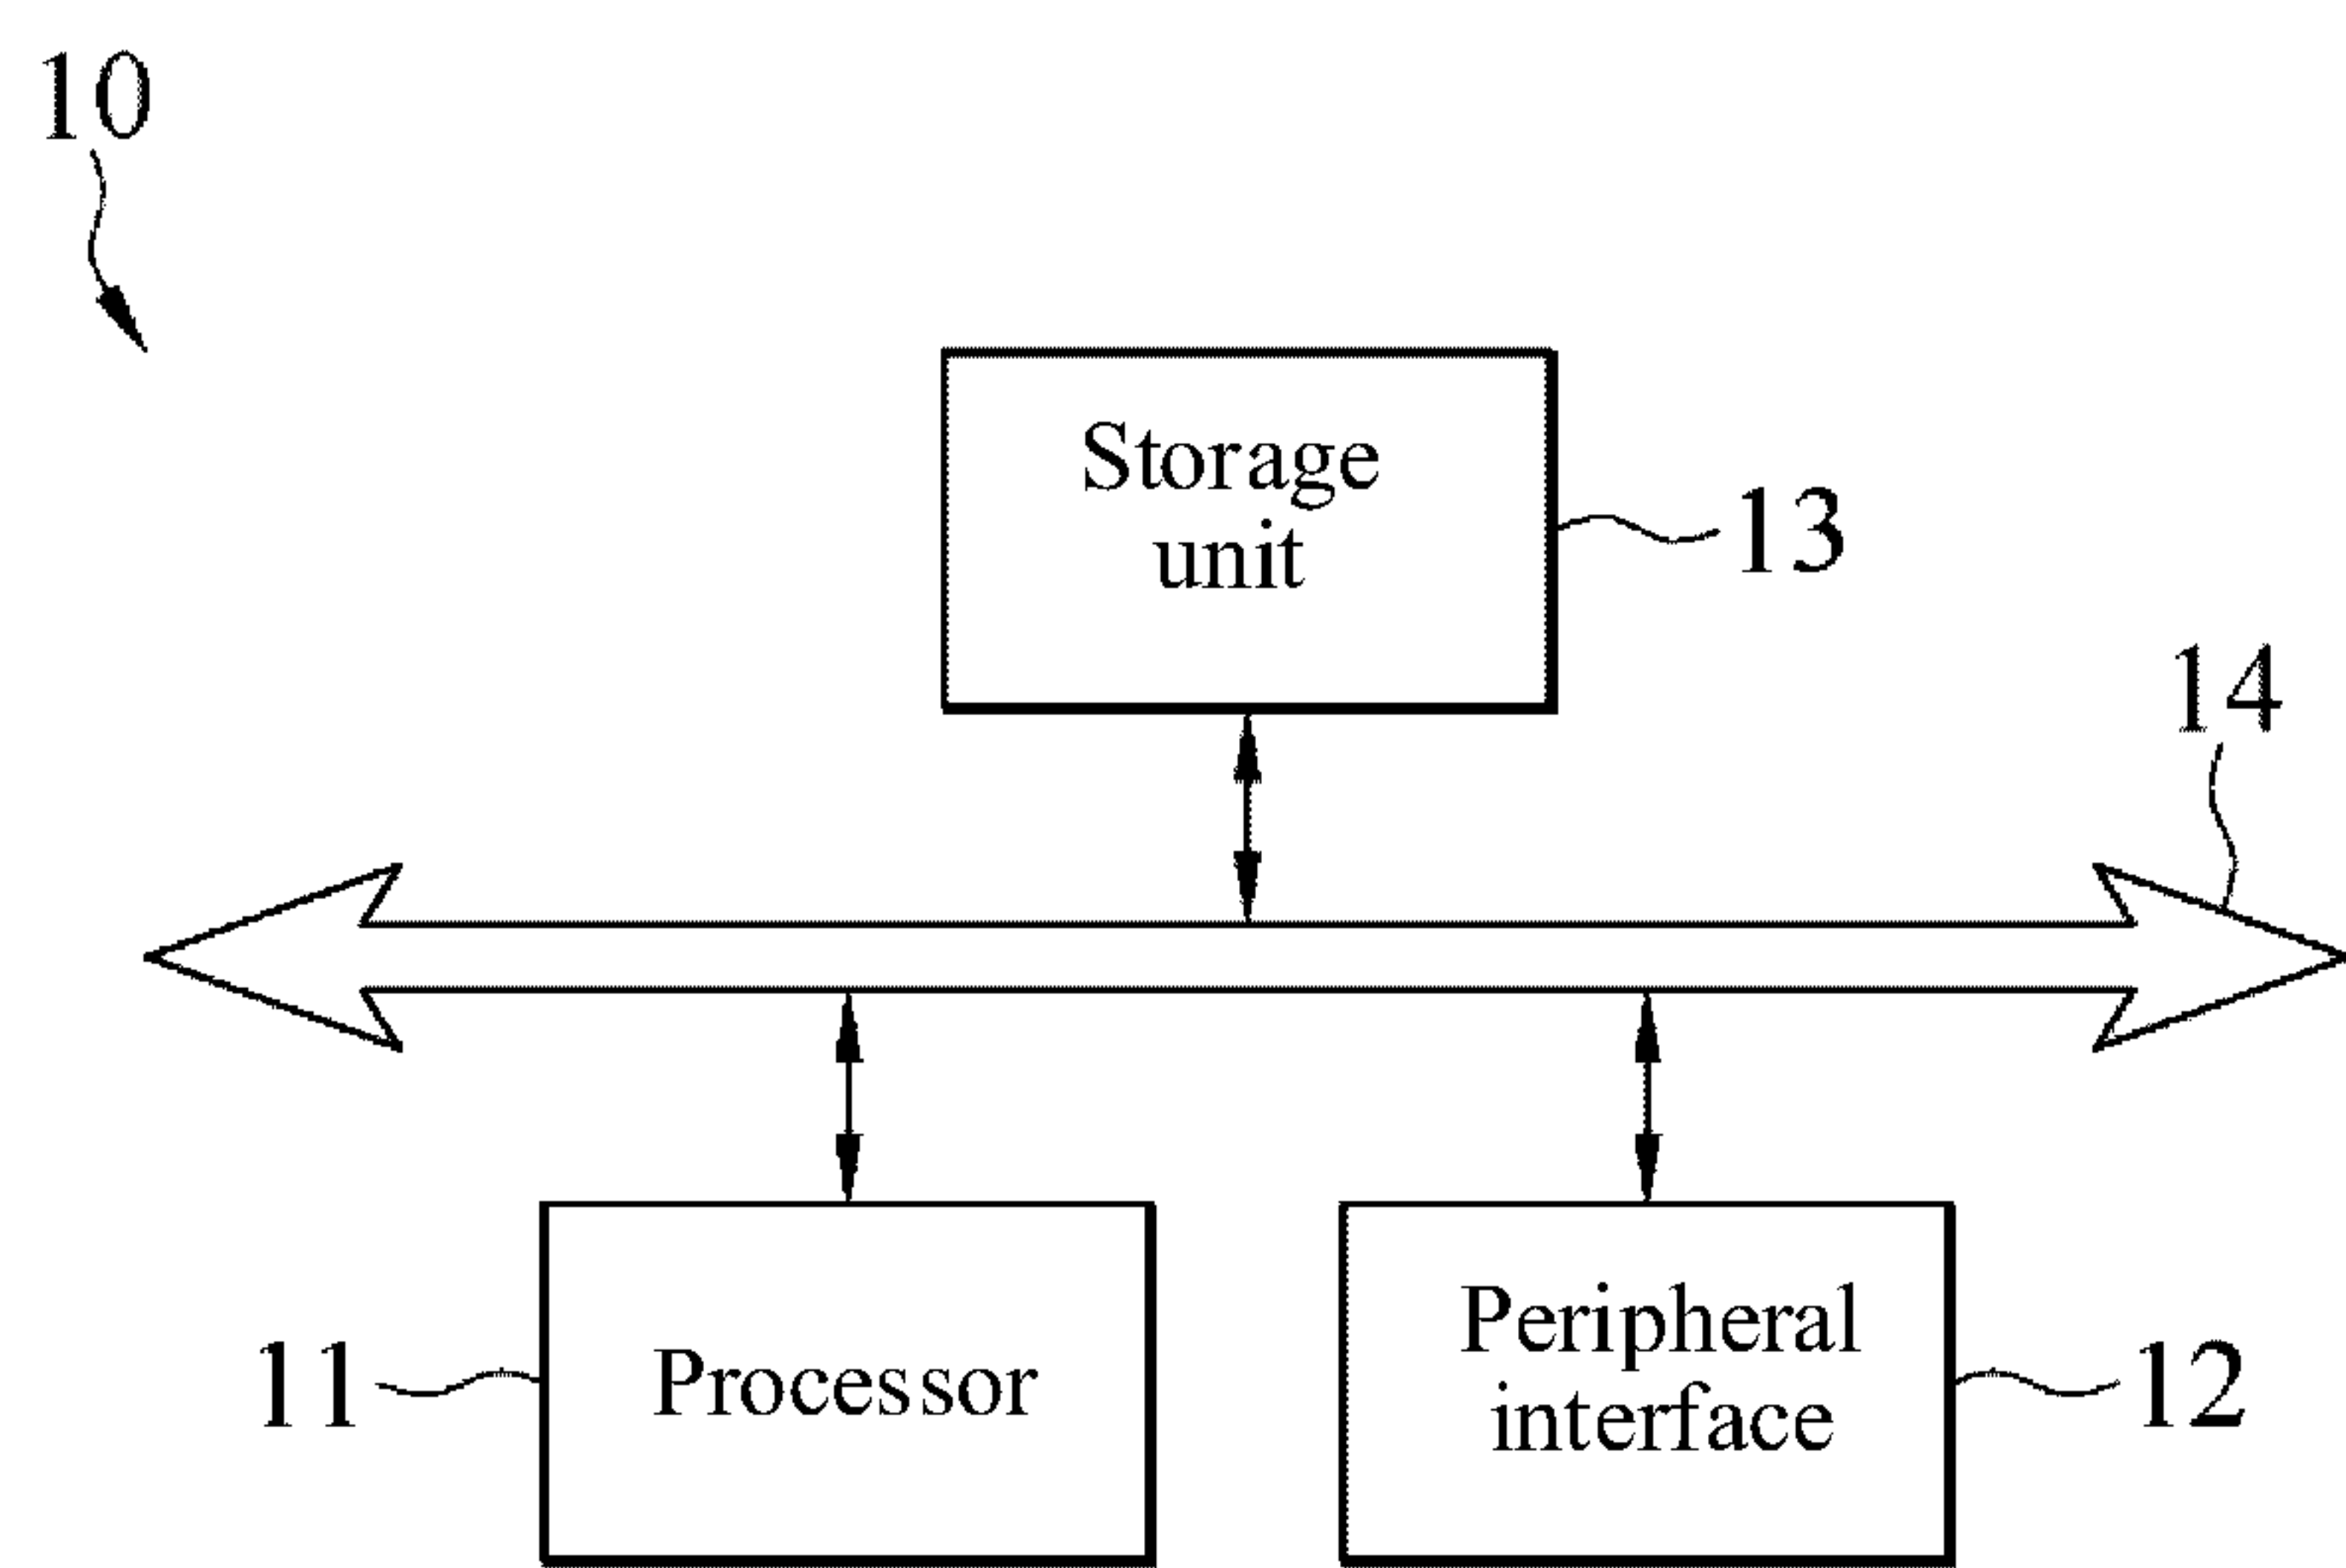 10
Storage
unit
13
14
11
Processor
Peripheral
interface
12